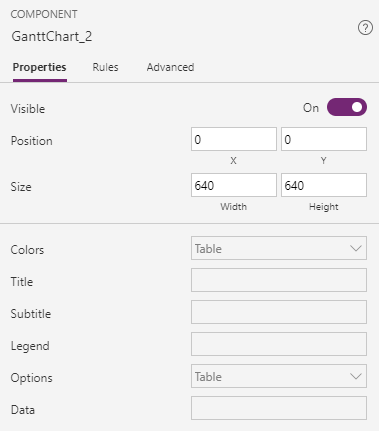 COMPONENT
GanttChart_2
?
Properties Rules Advanced
Visible On
Position 0 0
X Y
Size 640 640
Width Height
Colors Table
Title
Subtitle
Legend
Options Table
Data